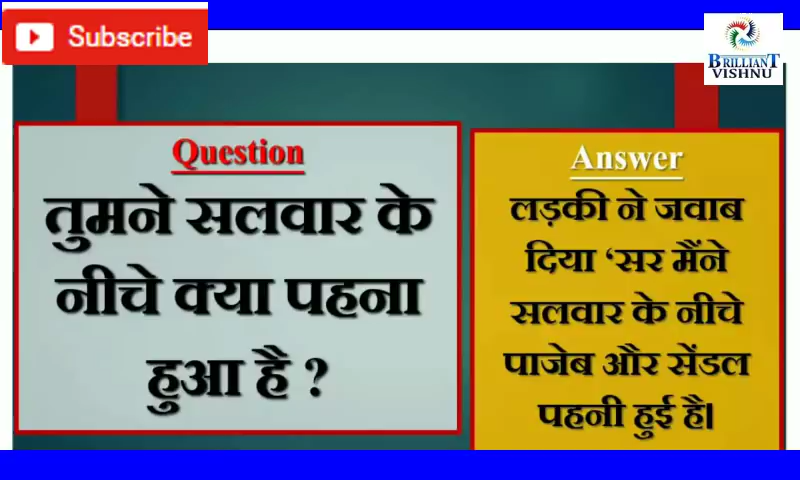 Subscribe
BRILLIANT
VISHNU
Question
तुमने सलवार के
नीचे क्या पहना
हुआ है ?
Answer
लड़की ने जवाब
दिया ‘सर मैंने
सलवार के नीचे
पाजेब और सेंडल
पहनी हुई है।